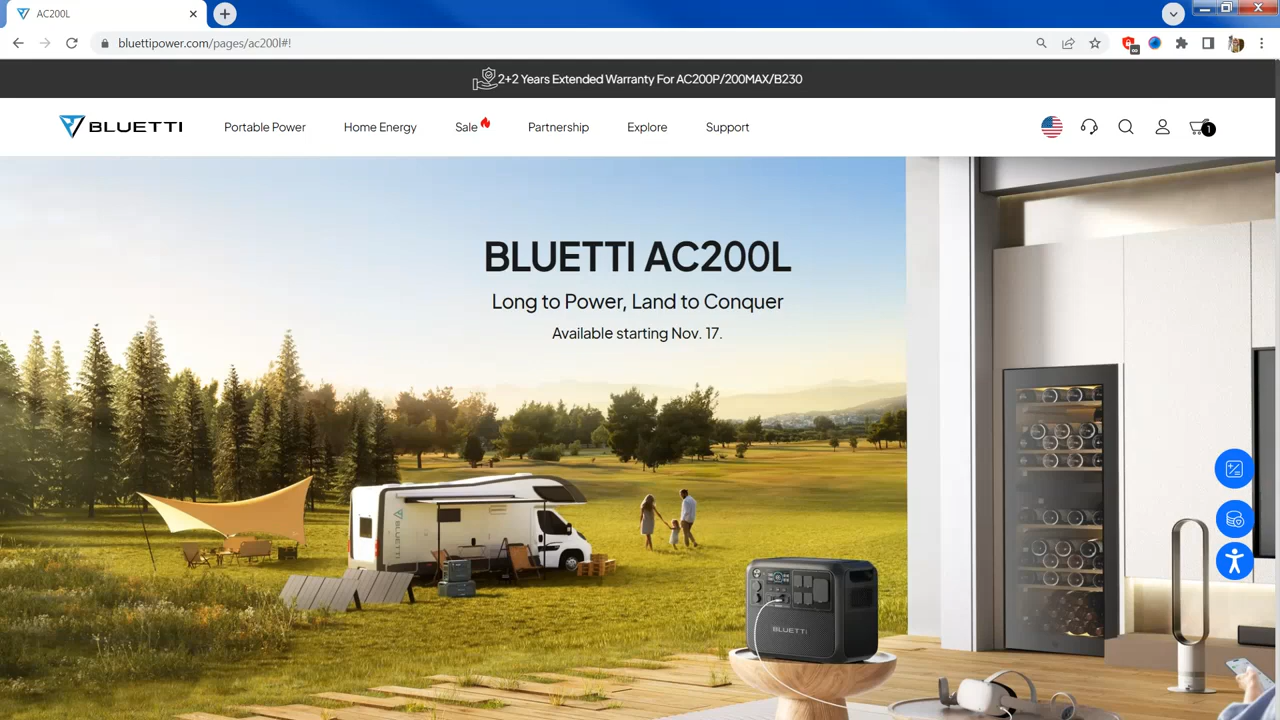 AC200L
bluettipower.com/pages/ac200l#!
2+2 Years Extended Warranty For AC200P/200MAX/B230
BLUETTI
Portable Power
Home Energy
Sale
Partnership
Explore
Support
1
BLUETTI AC200L
Long to Power, Land to Conquer
Available starting Nov. 17.
BLUETTI
BLUETTI